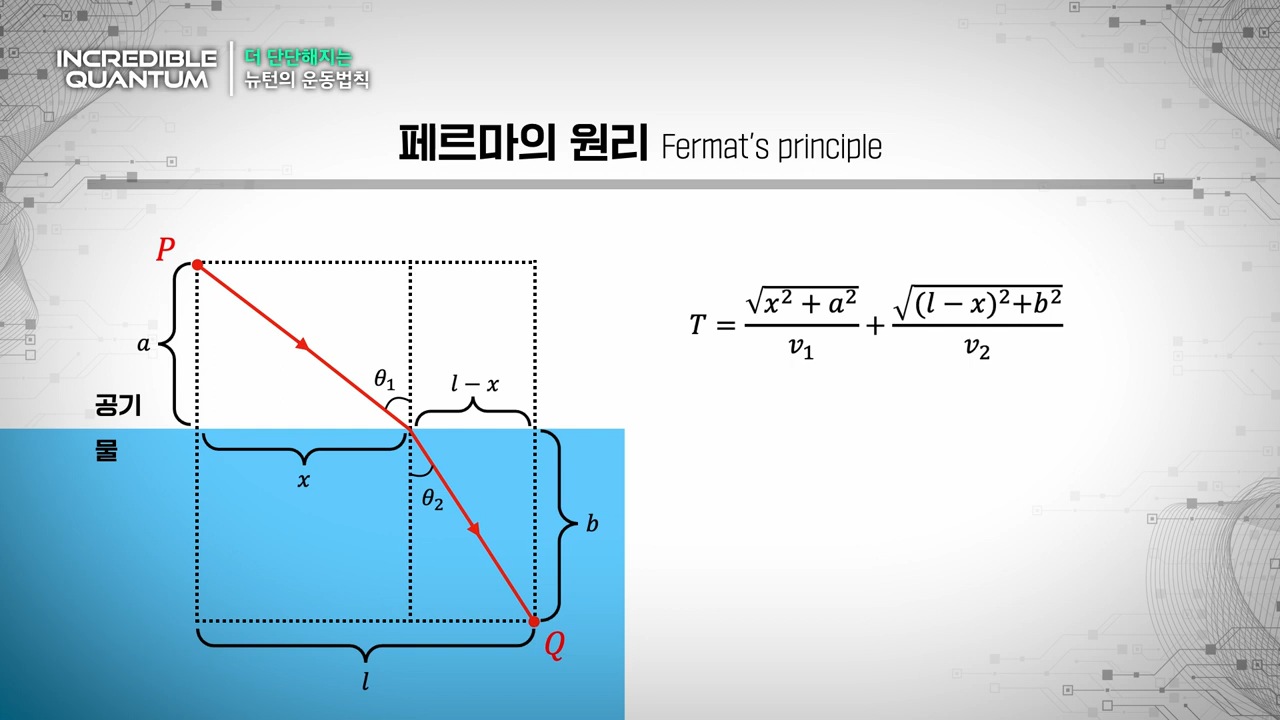 INCREDIBLE
QUANTUM
더 단단해지는
뉴턴의 운동법칙
페르마의 원리 Fermat's principle
P
a
θ₁
l − x
T = √(x² + a²) / v₁ + √((l − x)²+b²) / v₂
공기
물
x
θ₂
b
Q
l